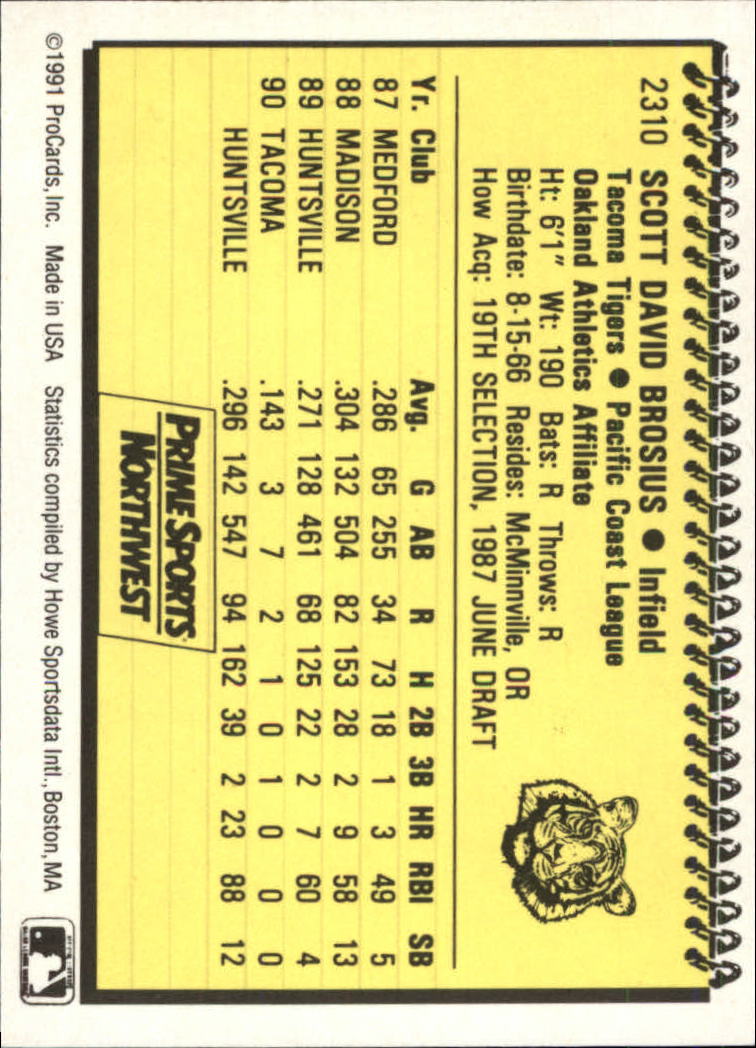 2310 SCOTT DAVID BROSIUS ● Infield
Tacoma Tigers ● Pacific Coast League
Oakland Athletics Affiliate
Ht: 6'1" Wt: 190 Bats: R Throws: R
Birthdate: 8-15-66 Resides: McMinnville, OR
How Acq: 19TH SELECTION, 1987 JUNE DRAFT
Yr. Club Avg. G AB R H 2B 3B HR RBI SB
87 MEDFORD .286 65 255 34 73 18 1 3 49 5
88 MADISON .304 132 504 82 153 28 2 9 58 13
89 HUNTSVILLE .271 128 461 68 125 22 2 7 60 4
90 TACOMA .143 3 7 2 1 0 1 0 0 0
HUNTSVILLE .296 142 547 94 162 39 2 23 88 12
PRIME SPORTS
NORTHWEST
©1991 ProCards, Inc. Made in USA Statistics compiled by Howe Sportsdata Intl., Boston, MA